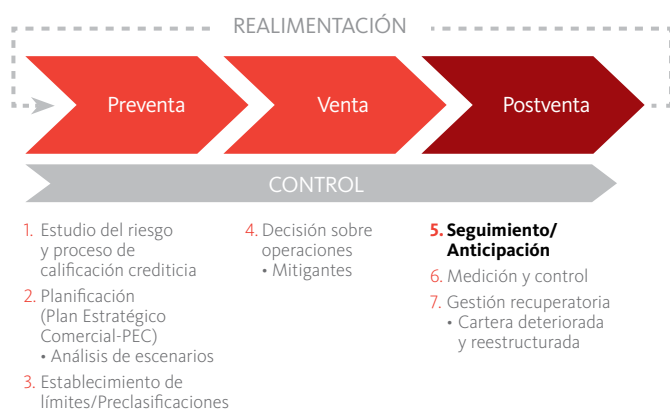 REALIMENTACIÓN
Preventa
Venta
Postventa
CONTROL
1. Estudio del riesgo
y proceso de
calificación crediticia
2. Planificación
(Plan Estratégico
Comercial-PEC)
• Análisis de escenarios
3. Establecimiento de
límites/Preclasificaciones
4. Decisión sobre
operaciones
• Mitigantes
5. Seguimiento/
Anticipación
6. Medición y control
7. Gestión recuperatoria
• Cartera deteriorada
y reestructurada